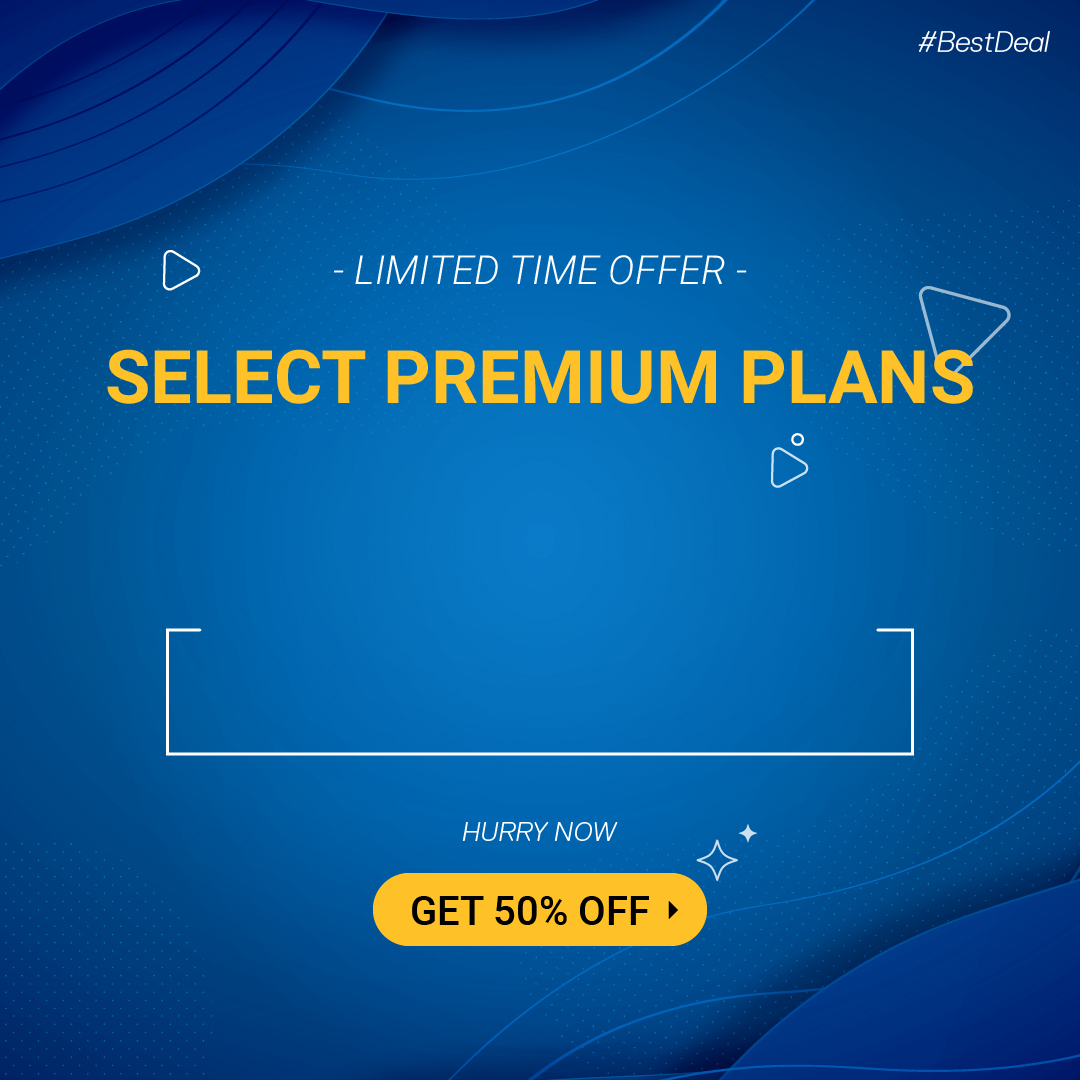 #BestDeal
- LIMITED TIME OFFER -
SELECT PREMIUM PLANS
HURRY NOW
GET 50% OFF